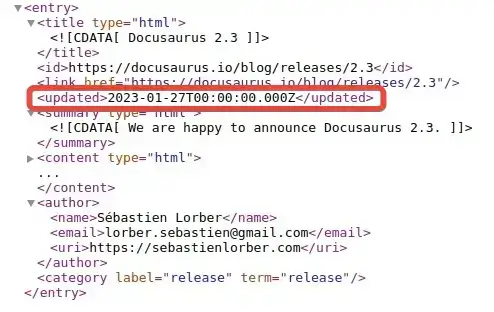 <entry>
<title type="html">
<![CDATA[ Docusaurus 2.3 ]]>
</title>
<id>https://docusaurus.io/blog/releases/2.3</id>
<link href="https://docusaurus.io/blog/releases/2.3"/>
<updated>2023-01-27T00:00:00.000Z</updated>
<summary type="html">
<![CDATA[ We are happy to announce Docusaurus 2.3. ]]>
</summary>
<content type="html">
...
</content>
<author>
<name>Sébastien Lorber</name>
<email>lorber.sebastien@gmail.com</email>
<uri>https://sebastienlorber.com</uri>
</author>
<category label="release" term="release"/>
</entry>